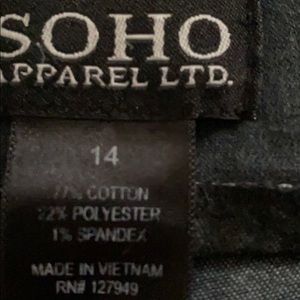 SOHO
APPAREL LTD.
14
77% COTTON
22% POLYESTER
1% SPANDEX
MADE IN VIETNAM
RN# 127949